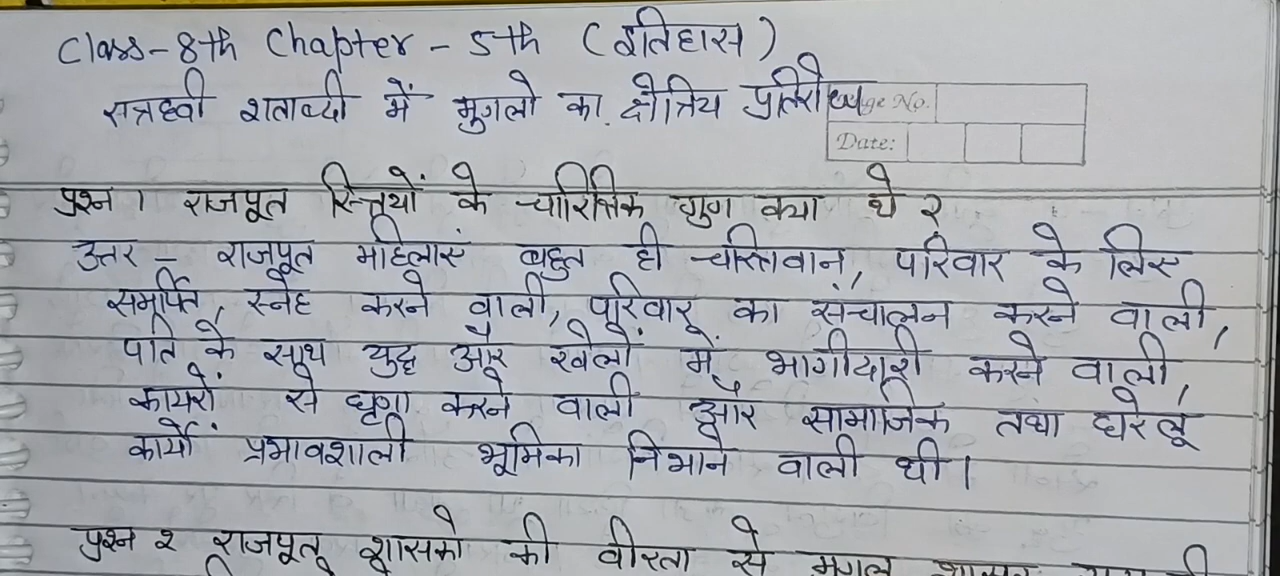 Class-8th Chapter - 5th (इतिहास)
सत्रहवी शताब्दी में मुगलो का क्षेत्रिय प्रतिरोध
Page No.
Date:
प्रश्न 1 राजपूत स्त्रियों के चारित्रिक गुण क्या थे ?
उत्तर - राजपूत महिलाएं बहुत ही चरित्रवान, परिवार के लिए
समर्पित, स्नेह करने वाली, परिवार का संचालन करने वाली,
पति के साथ युद्ध और खेलों में भागीदारी करने वाली,
कायरों से घृणा करने वाली और सामाजिक तथा घरेलू
कार्यों प्रभावशाली भूमिका निभाने वाली थी।
प्रश्न २ राजपूत शासको की वीरता से मुगल